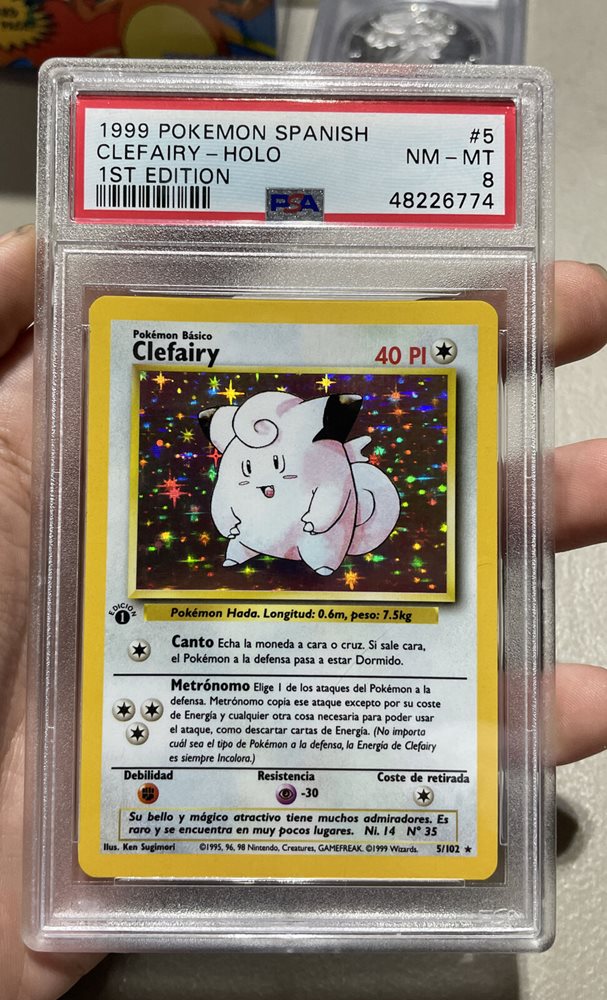 1999 POKEMON SPANISH #5
CLEFAIRY – HOLO NM – MT
1ST EDITION 8
PSA 48226774
Pokémon Básico
Clefairy 40 PI
EDICIÓN
1
Pokémon Hada. Longitud: 0.6m, peso: 7.5kg
Canto Echa la moneda a cara o cruz. Si sale cara,
el Pokémon a la defensa pasa a estar Dormido.
Metrónomo Elige 1 de los ataques del Pokémon a la
defensa. Metrónomo copia ese ataque excepto por su coste
de Energía y cualquier otra cosa necesaria para poder usar
el ataque, como descartar cartas de Energía. (No importa
cuál sea el tipo de Pokémon a la defensa, la Energía de Clefairy
es siempre Incolora.)
Debilidad Resistencia Coste de retirada
-30
Su bello y mágico atractivo tiene muchos admiradores. Es
raro y se encuentra en muy pocos lugares. Ni. 14 N° 35
Ilus. Ken Sugimori ©1995, 96, 98 Nintendo, Creatures, GAMEFREAK. ©1999 Wizards. 5/102 ★